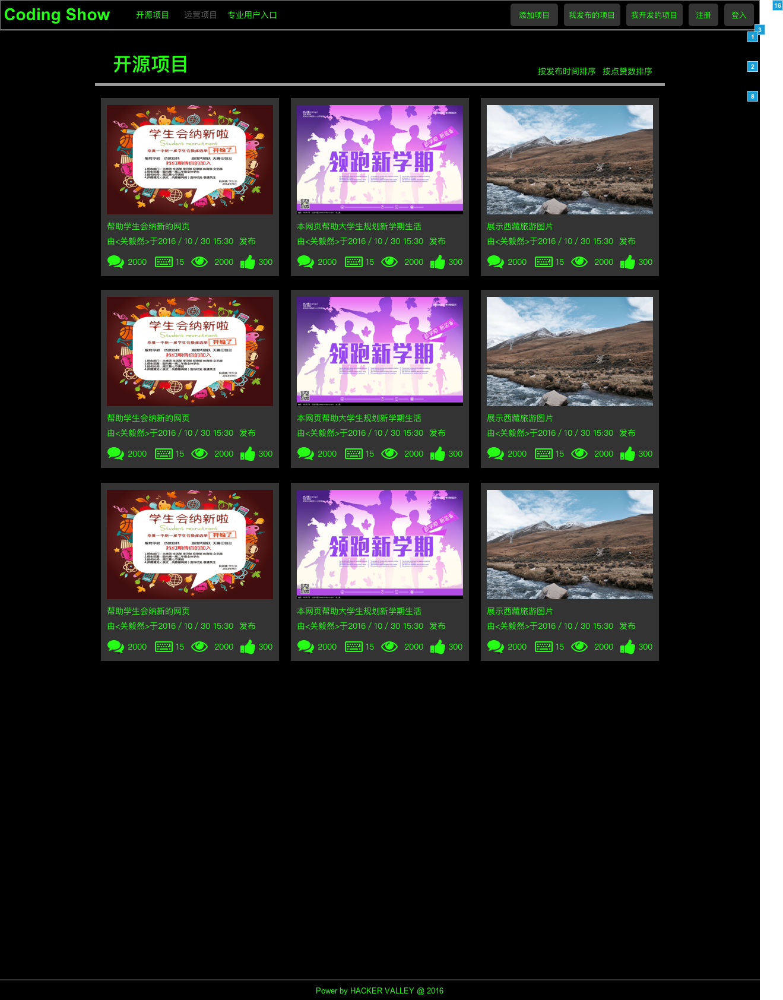 Coding Show 开源项目 运营项目 专业用户入口 添加项目 我发布的项目 我开发的项目 注册 登入
16
3
1
开源项目
2
按发布时间排序 按点赞数排序
8
学生会纳新啦
Student recruitment
开始了
我们期待你的加入
2014年9月
新学期 新装备
领跑新学期
帮助学生会纳新的网页 本网页帮助大学生规划新学期生活 展示西藏旅游图片
由<关毅然>于2016 / 10 / 30 15:30 发布 由<关毅然>于2016 / 10 / 30 15:30 发布 由<关毅然>于2016 / 10 / 30 15:30 发布
2000 15 2000 300 2000 15 2000 300 2000 15 2000 300
学生会纳新啦
Student recruitment
开始了
我们期待你的加入
2014年9月
新学期 新装备
领跑新学期
帮助学生会纳新的网页 本网页帮助大学生规划新学期生活 展示西藏旅游图片
由<关毅然>于2016 / 10 / 30 15:30 发布 由<关毅然>于2016 / 10 / 30 15:30 发布 由<关毅然>于2016 / 10 / 30 15:30 发布
2000 15 2000 300 2000 15 2000 300 2000 15 2000 300
学生会纳新啦
Student recruitment
开始了
我们期待你的加入
2014年9月
新学期 新装备
领跑新学期
帮助学生会纳新的网页 本网页帮助大学生规划新学期生活 展示西藏旅游图片
由<关毅然>于2016 / 10 / 30 15:30 发布 由<关毅然>于2016 / 10 / 30 15:30 发布 由<关毅然>于2016 / 10 / 30 15:30 发布
2000 15 2000 300 2000 15 2000 300 2000 15 2000 300
Power by HACKER VALLEY @ 2016